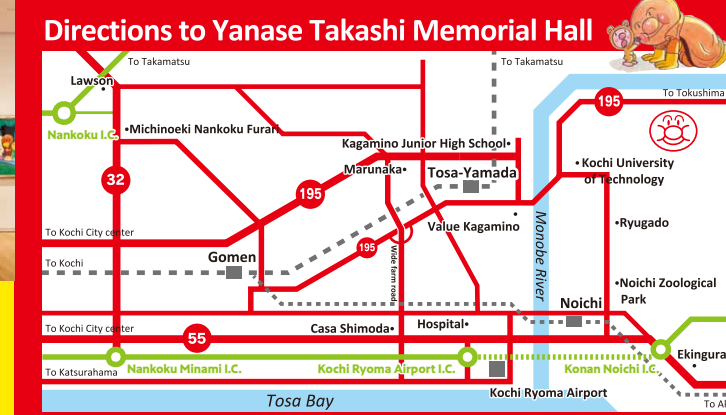 Directions to Yanase Takashi Memorial Hall
To Takamatsu
To Takamatsu
Lawson
195
To Tokushima
Nankoku I.C.
Michinoeki Nankoku Furari
Kagamino Junior High School
Marunaka
Tosa-Yamada
Kochi University
of Technology
32
195
Value Kagamino
Monobe River
Ryugado
To Kochi City center
195
Wide farm road
Gomen
To Kochi
Noichi Zoological
Park
Noichi
To Kochi City center
55
Casa Shimoda
Hospital
Nankoku Minami I.C.
Kochi Ryoma Airport I.C.
Konan Noichi I.C.
Ekingura
To Katsurahama
Kochi Ryoma Airport
Tosa Bay